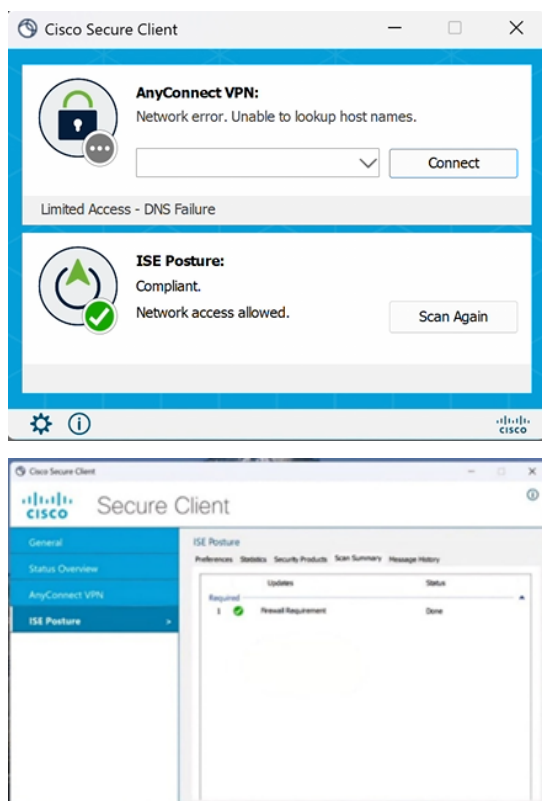 Cisco Secure Client
AnyConnect VPN:
Network error. Unable to lookup host names.
Connect
Limited Access - DNS Failure
ISE Posture:
Compliant.
Network access allowed.
Scan Again
cisco
Cisco Secure Client
cisco Secure Client
General
Status Overview
AnyConnect VPN
ISE Posture
ISE Posture
Preferences Statistics Security Products Scan Summary Message History
Updates Status
Required
1 Firewall Requirement Done